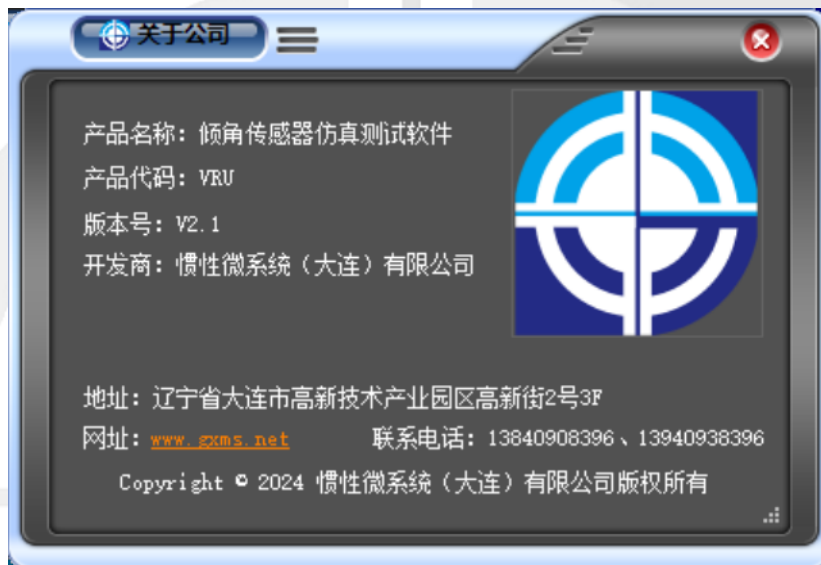 关于公司
产品名称：倾角传感器仿真测试软件
产品代码：VRU
版本号：V2.1
开发商：惯性微系统（大连）有限公司
地址：辽宁省大连市高新技术产业园区高新街2号3F
网址：www.gxms.net 联系电话：13840908396、13940938396
Copyright © 2024 惯性微系统（大连）有限公司版权所有